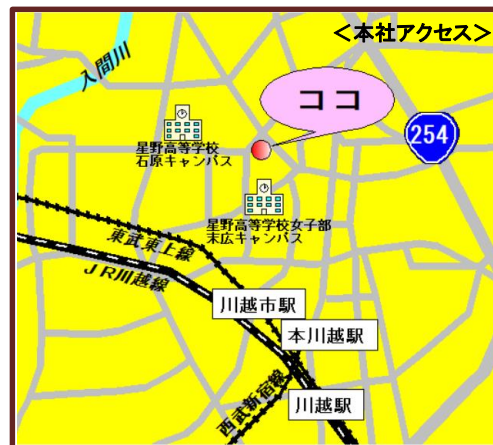 ＜本社アクセス＞
入間川
ココ
254
星野高等学校
石原キャンパス
星野高等学校女子部
末広キャンパス
東武東上線
ＪＲ川越線
川越市駅
本川越駅
西武新宿線
川越駅